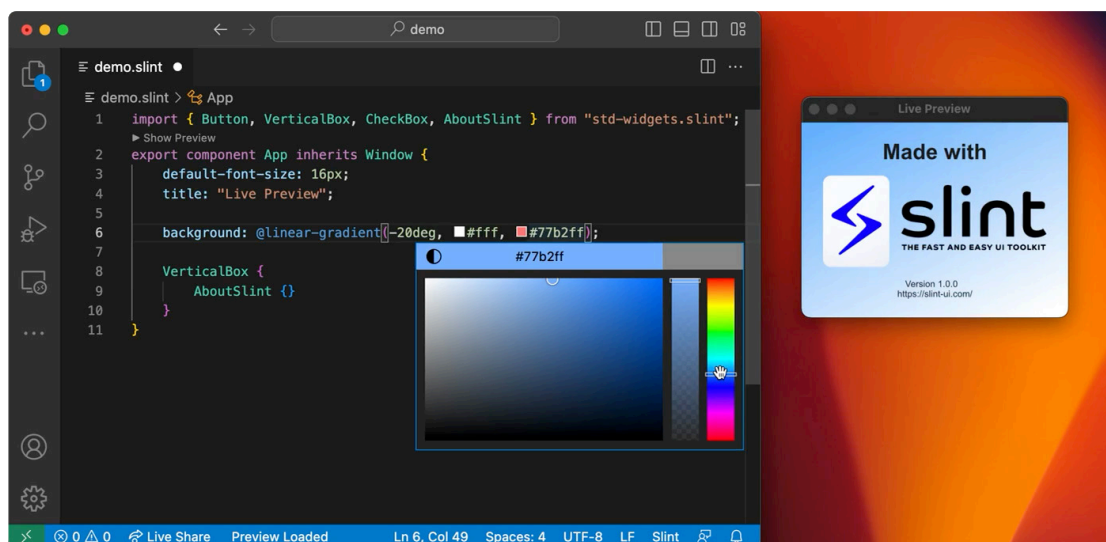 demo
demo.slint
demo.slint > App
1 import { Button, VerticalBox, CheckBox, AboutSlint } from "std-widgets.slint";
Show Preview
2 export component App inherits Window {
3 default-font-size: 16px;
4 title: "Live Preview";
5
6 background: @linear-gradient(-20deg, #fff, #77b2ff);
7
#77b2ff
8 VerticalBox {
9 AboutSlint {}
10 }
11 }
1
0 0 Live Share Preview Loaded Ln 6, Col 49 Spaces: 4 UTF-8 LF Slint
Live Preview
Made with
slint
THE FAST AND EASY UI TOOLKIT
Version 1.0.0
https://slint-ui.com/